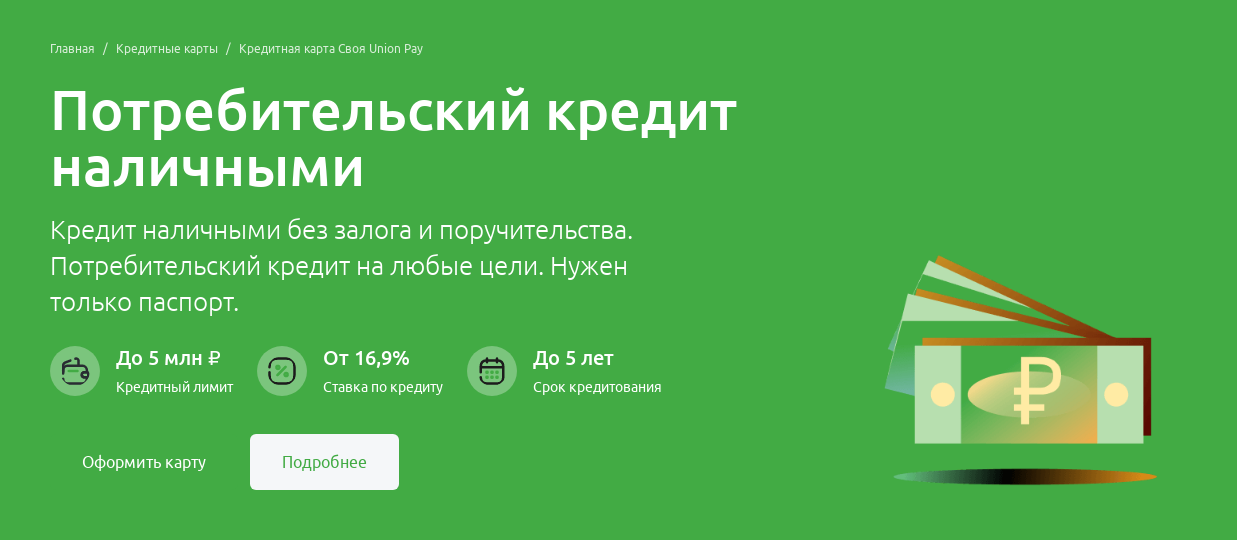 Главная / Кредитные карты / Кредитная карта Своя Union Pay
Потребительский кредит
наличными
Кредит наличными без залога и поручительства.
Потребительский кредит на любые цели. Нужен
только паспорт.
До 5 млн ₽
Кредитный лимит
От 16,9%
Ставка по кредиту
До 5 лет
Срок кредитования
Оформить карту
Подробнее
₽